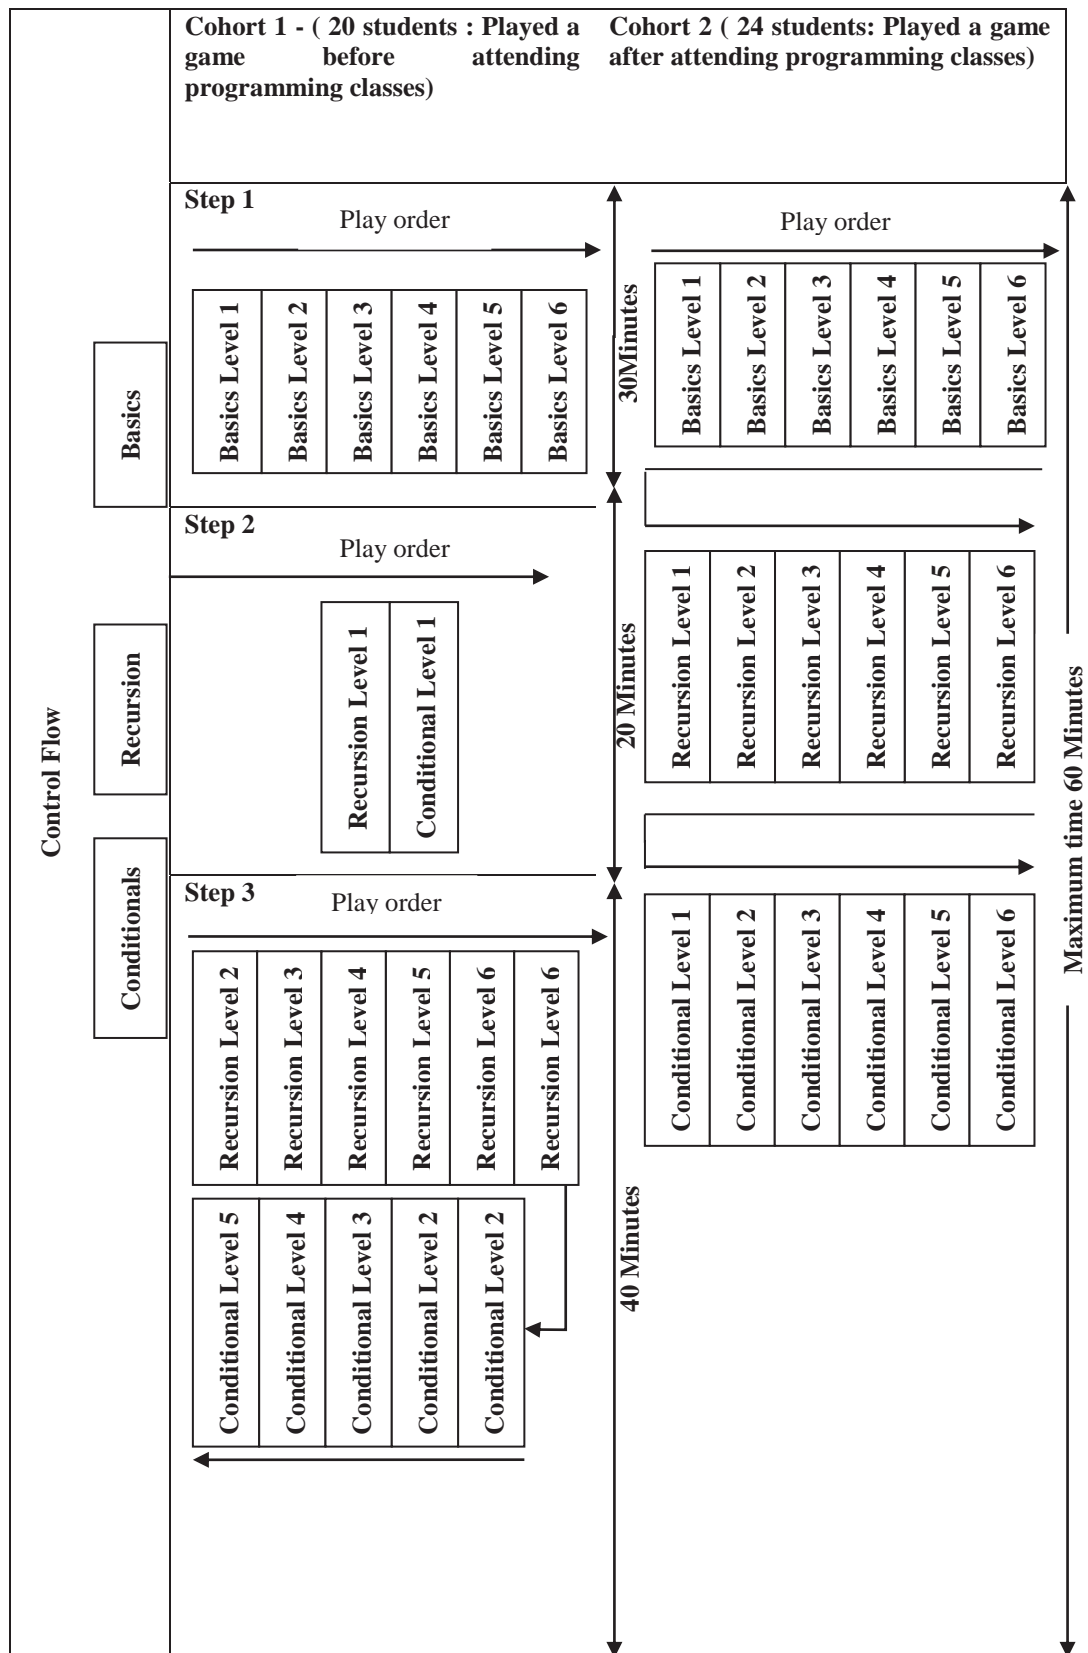 Cohort 1 - ( 20 students : Played a
game before attending
programming classes)
Cohort 2 ( 24 students: Played a game
after attending programming classes)
Control Flow
Basics
Recursion
Conditionals
Step 1
Play order
Basics Level 1
Basics Level 2
Basics Level 3
Basics Level 4
Basics Level 5
Basics Level 6
30Minutes
Step 2
Play order
Recursion Level 1
Conditional Level 1
20 Minutes
Step 3
Play order
Recursion Level 2
Recursion Level 3
Recursion Level 4
Recursion Level 5
Recursion Level 6
Recursion Level 6
Conditional Level 5
Conditional Level 4
Conditional Level 3
Conditional Level 2
Conditional Level 2
40 Minutes
Play order
Basics Level 1
Basics Level 2
Basics Level 3
Basics Level 4
Basics Level 5
Basics Level 6
Recursion Level 1
Recursion Level 2
Recursion Level 3
Recursion Level 4
Recursion Level 5
Recursion Level 6
Conditional Level 1
Conditional Level 2
Conditional Level 3
Conditional Level 4
Conditional Level 5
Conditional Level 6
Maximum time 60 Minutes